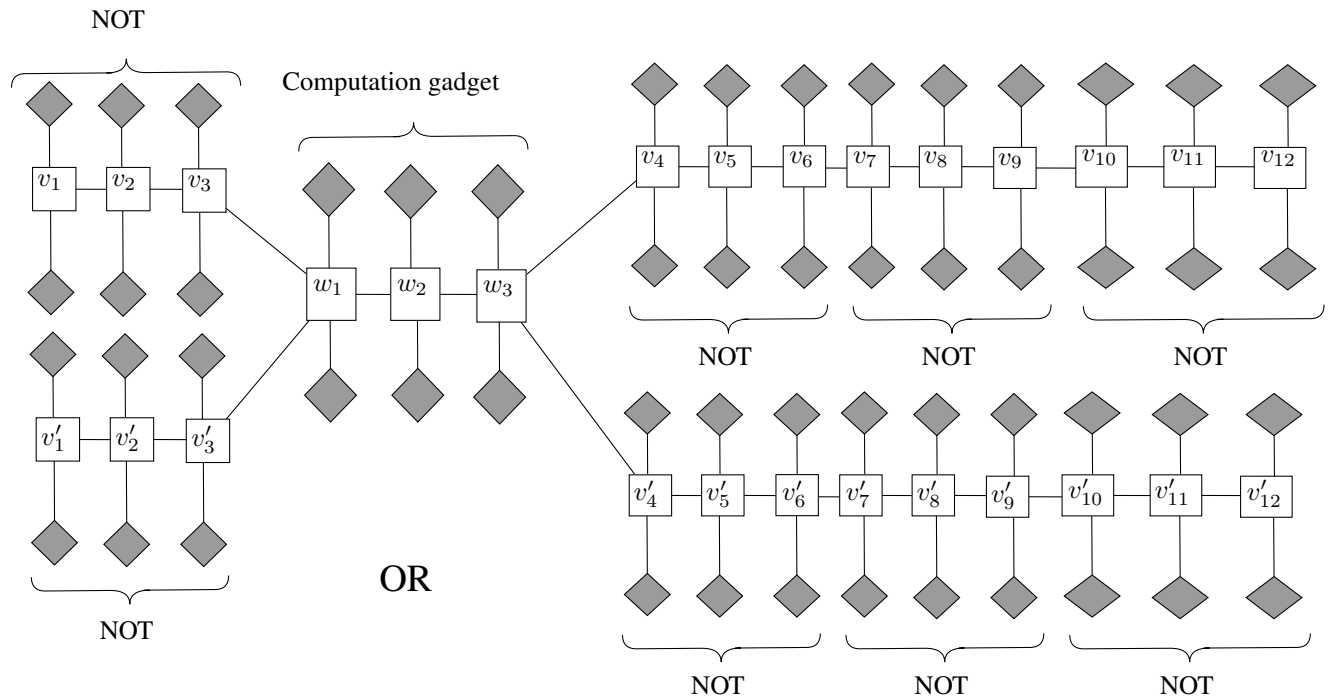 NOT
Computation gadget
v₁ v₂ v₃
v₄ v₅ v₆ v₇ v₈ v₉ v₁₀ v₁₁ v₁₂
w₁ w₂ w₃
NOT NOT NOT
v′₁ v′₂ v′₃
v′₄ v′₅ v′₆ v′₇ v′₈ v′₉ v′₁₀ v′₁₁ v′₁₂
OR
NOT
NOT NOT NOT